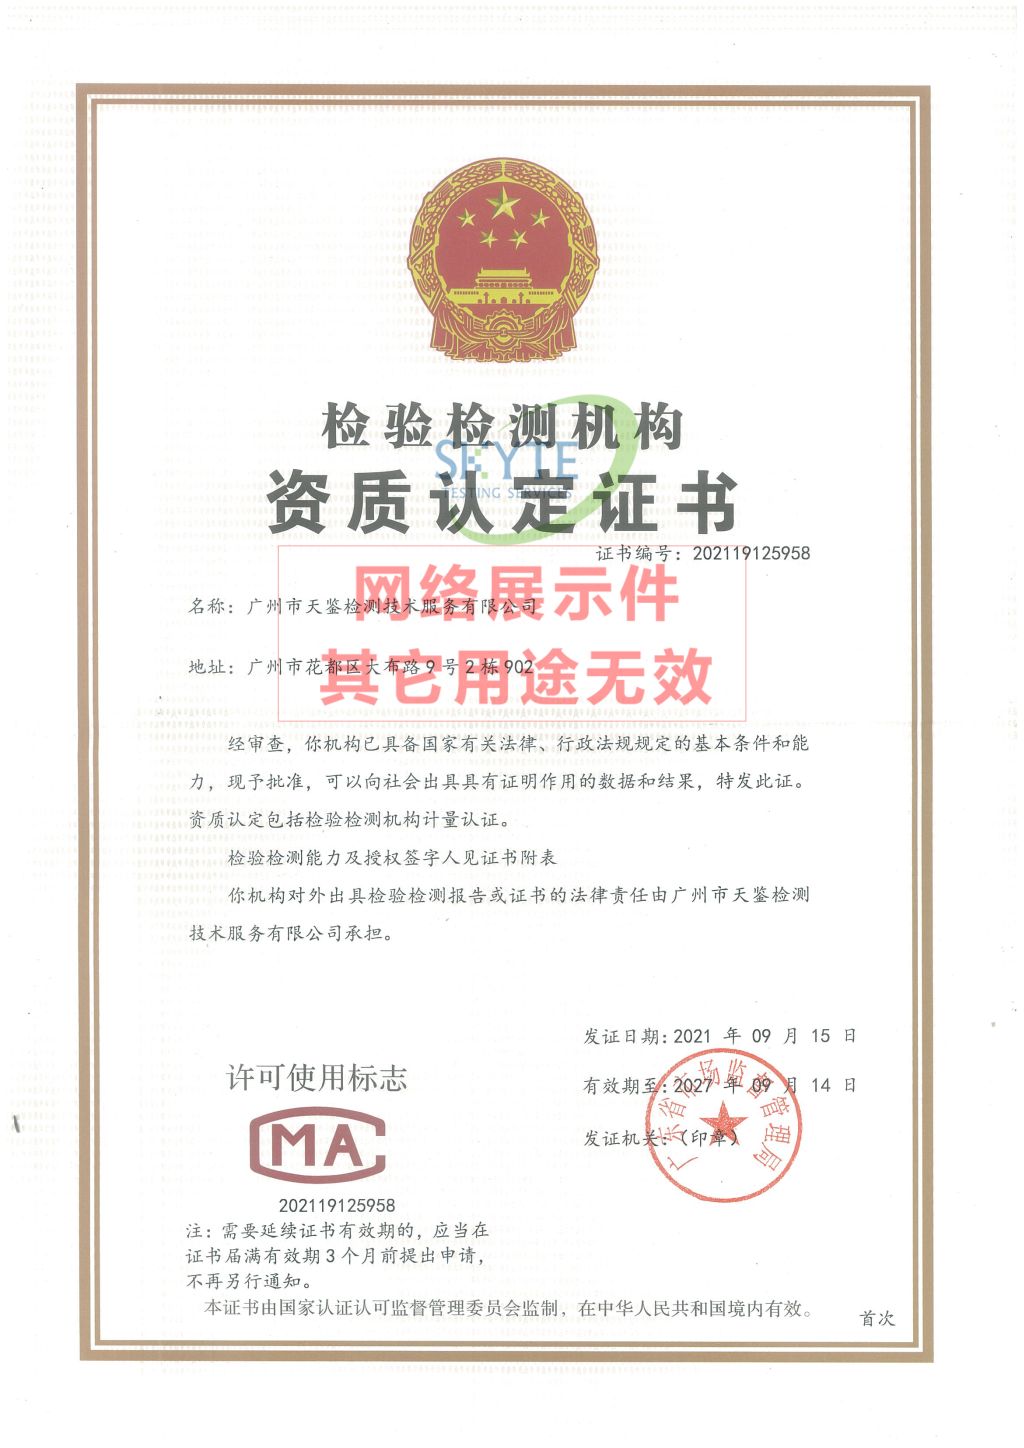 检验检测机构
SKYTE
TESTING SERVICES
资质认定证书
证书编号：202119125958
网络展示件
名称：广州市天鉴检测技术服务有限公司
其它用途无效
地址：广州市花都区大布路9号2栋902
经审查，你机构已具备国家有关法律、行政法规规定的基本条件和能
力，现予批准，可以向社会出具具有证明作用的数据和结果，特发此证。
资质认定包括检验检测机构计量认证。
检验检测能力及授权签字人见证书附表
你机构对外出具检验检测报告或证书的法律责任由广州市天鉴检测
技术服务有限公司承担。
发证日期：2021 年 09 月 15 日
许可使用标志
有效期至：2027 年 09 月 14 日
发证机关：（印章）
广东省市场监督管理局
MA
202119125958
注：需要延续证书有效期的，应当在
证书届满有效期3个月前提出申请，
不再另行通知。
本证书由国家认证认可监督管理委员会监制，在中华人民共和国境内有效。
首次